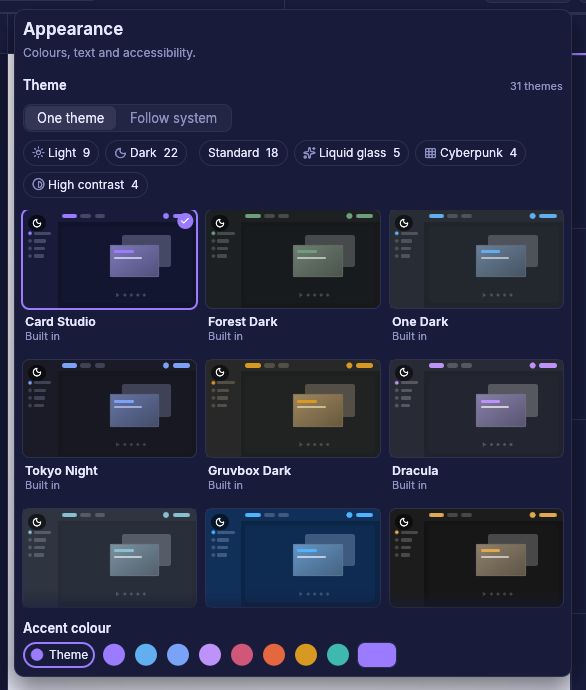 Appearance
Colours, text and accessibility.
Theme 31 themes
One theme Follow system
Light 9 Dark 22 Standard 18 Liquid glass 5 Cyberpunk 4
High contrast 4
Card Studio Forest Dark One Dark
Built in Built in Built in
Tokyo Night Gruvbox Dark Dracula
Built in Built in Built in
Accent colour
Theme